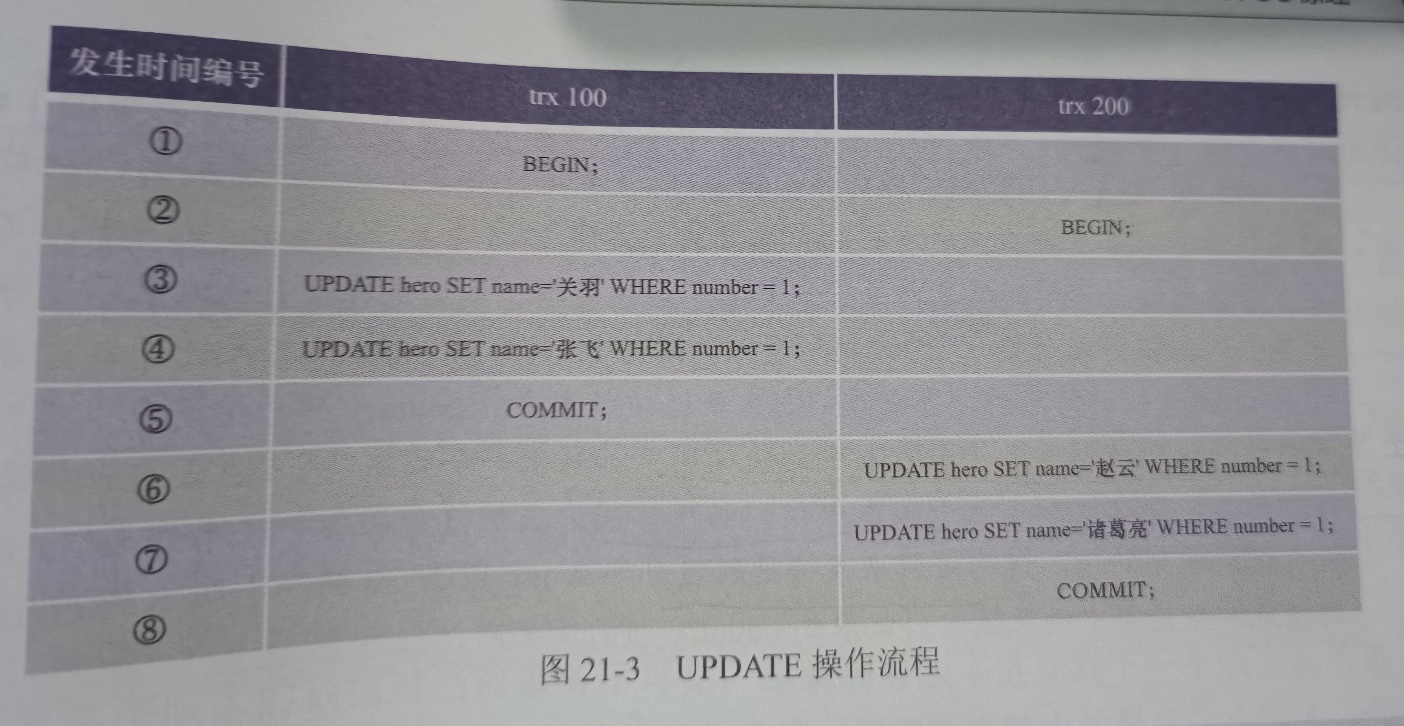 发生时间编号 trx 100 trx 200
① BEGIN;
② BEGIN;
③ UPDATE hero SET name='关羽' WHERE number = 1;
④ UPDATE hero SET name='张飞' WHERE number = 1;
⑤ COMMIT;
⑥ UPDATE hero SET name='赵云' WHERE number = 1;
⑦ UPDATE hero SET name='诸葛亮' WHERE number = 1;
⑧ COMMIT;
图 21-3 UPDATE 操作流程